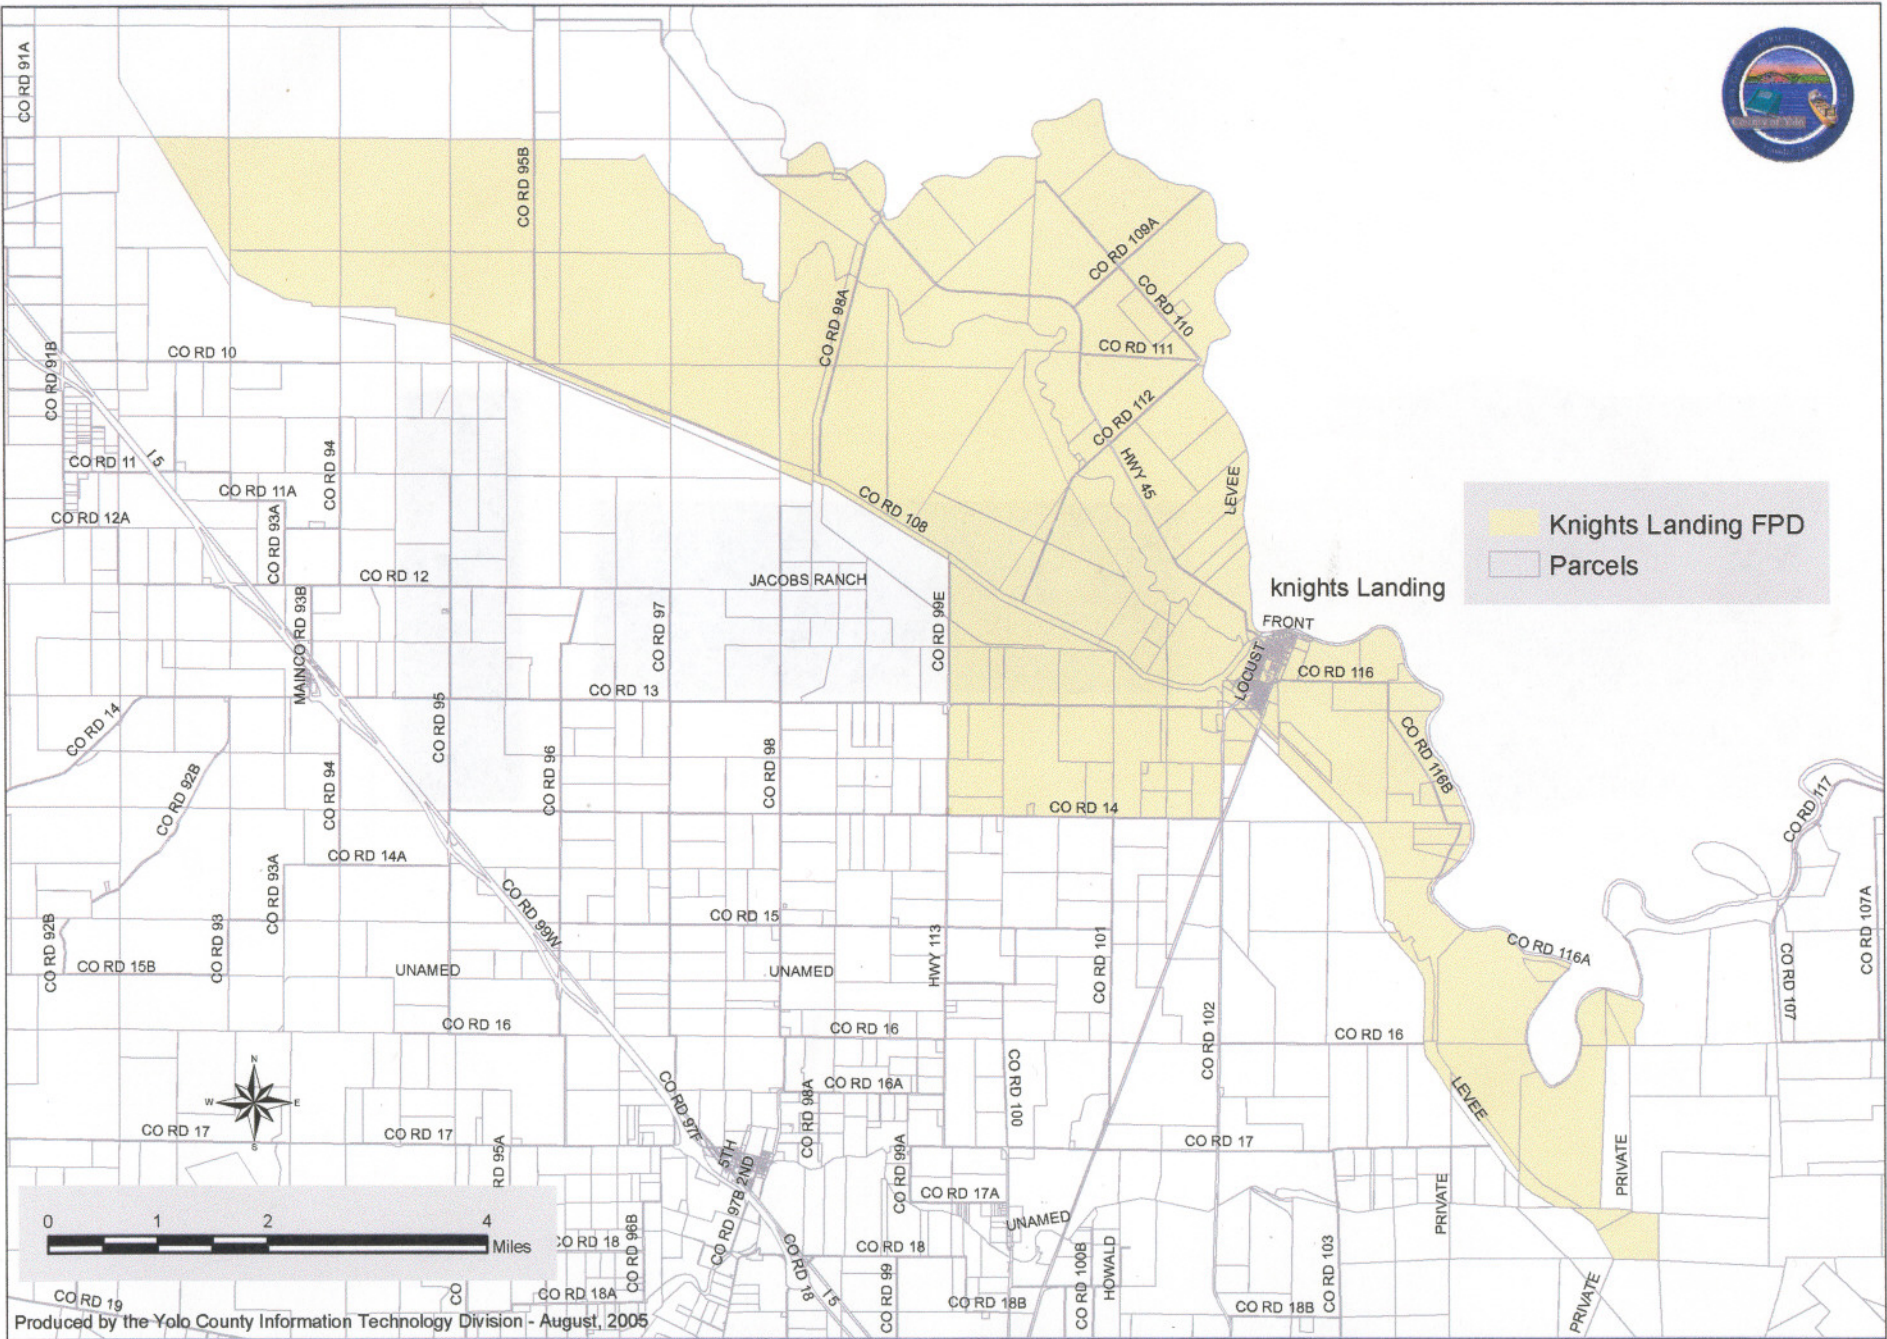 CO RD 91A
County of Yolo
CO RD 95B
CO RD 109A
CO RD 110
CO RD 98A
CO RD 111
CO RD 10
CO RD 91B
CO RD 112
HWY 45
LEVEE
CO RD 11
I 5
CO RD 94
CO RD 11A
CO RD 12A
CO RD 93A
CO RD 108
Knights Landing FPD
Parcels
CO RD 12
JACOBS RANCH
knights Landing
MAINCO RD 93B
CO RD 97
CO RD 99E
FRONT
LOCUST
CO RD 116
CO RD 13
CO RD 14
CO RD 95
CO RD 116B
CO RD 92B
CO RD 94
CO RD 96
CO RD 98
CO RD 14
CO RD 117
CO RD 14A
CO RD 93A
CO RD 99W
CO RD 15
CO RD 107A
CO RD 92B
CO RD 15B
CO RD 93
UNAMED
UNAMED
HWY 113
CO RD 101
CO RD 116A
CO RD 107
CO RD 16
CO RD 16
CO RD 102
CO RD 16
N
W
E
S
CO RD 97F
CO RD 98A
CO RD 16A
CO RD 100
LEVEE
CO RD 17
CO RD 17
CO RD 17
RD 95A
5TH
2ND
CO RD 99A
PRIVATE
CO RD 17A
UNAMED
PRIVATE
0 1 2 4
Miles
CO RD 18
CO RD 96B
CO RD 97B
CO RD 18
CO RD 18
CO RD 100B
HOWALD
CO RD 103
CO
CO RD 18A
I 5
CO RD 99
CO RD 18B
CO RD 18B
PRIVATE
CO RD 19
Produced by the Yolo County Information Technology Division - August, 2005